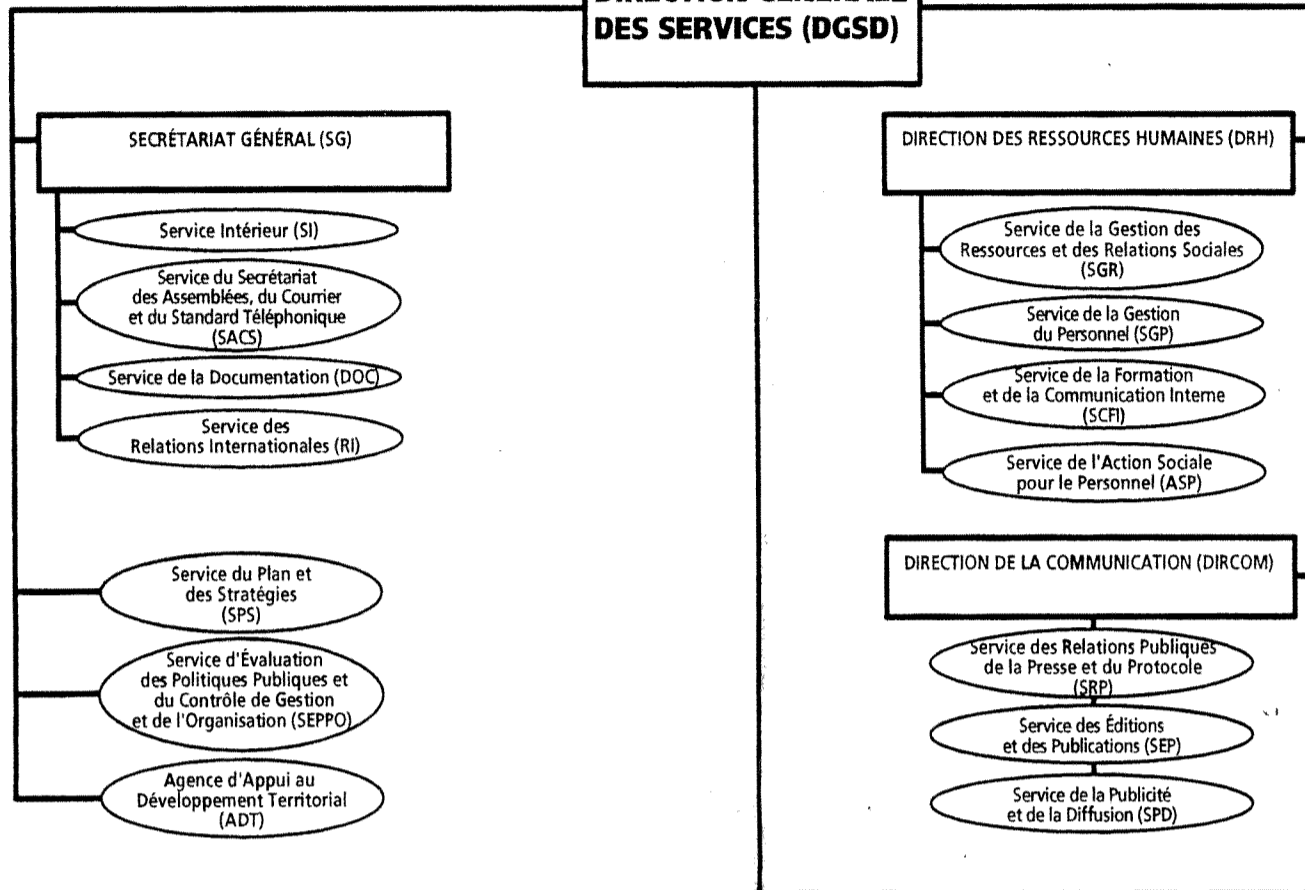 DES SERVICES (DGSD)
SECRÉTARIAT GÉNÉRAL (SG)
Service Intérieur (SI)
Service du Secrétariat
des Assemblées, du Courrier
et du Standard Téléphonique
(SACS)
Service de la Documentation (DOC)
Service des
Relations Internationales (RI)
Service du Plan et
des Stratégies
(SPS)
Service d'Évaluation
des Politiques Publiques et
du Contrôle de Gestion
et de l'Organisation (SEPPO)
Agence d'Appui au
Développement Territorial
(ADT)
DIRECTION DES RESSOURCES HUMAINES (DRH)
Service de la Gestion des
Ressources et des Relations Sociales
(SGR)
Service de la Gestion
du Personnel (SGP)
Service de la Formation
et de la Communication Interne
(SCFI)
Service de l'Action Sociale
pour le Personnel (ASP)
DIRECTION DE LA COMMUNICATION (DIRCOM)
Service des Relations Publiques
de la Presse et du Protocole
(SRP)
Service des Éditions
et des Publications (SEP)
Service de la Publicité
et de la Diffusion (SPD)